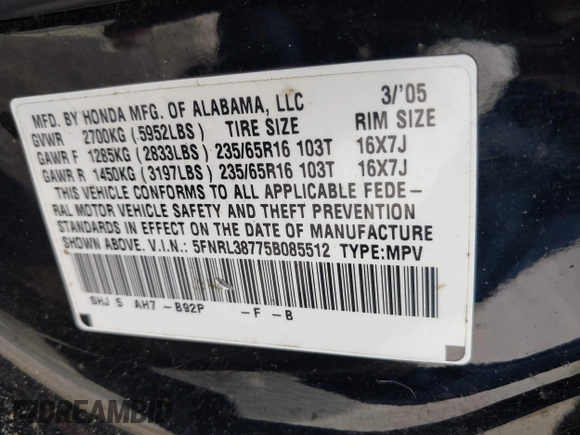 MFD. BY HONDA MFG. OF ALABAMA, LLC 3/'05
GVWR 2700KG (5952LBS) TIRE SIZE RIM SIZE
GAWR F 1285KG (2833LBS) 235/65R16 103T 16X7J
GAWR R 1450KG (3197LBS) 235/65R16 103T 16X7J
THIS VEHICLE CONFORMS TO ALL APPLICABLE FEDE-
RAL MOTOR VEHICLE SAFETY AND THEFT PREVENTION
STANDARDS IN EFFECT ON THE DATE OF MANUFACTURE
SHOWN ABOVE. V.I.N.: 5FNRL38775B085512 TYPE:MPV
SHJ 5 AH7 -B92P -F -B
DREAMBID